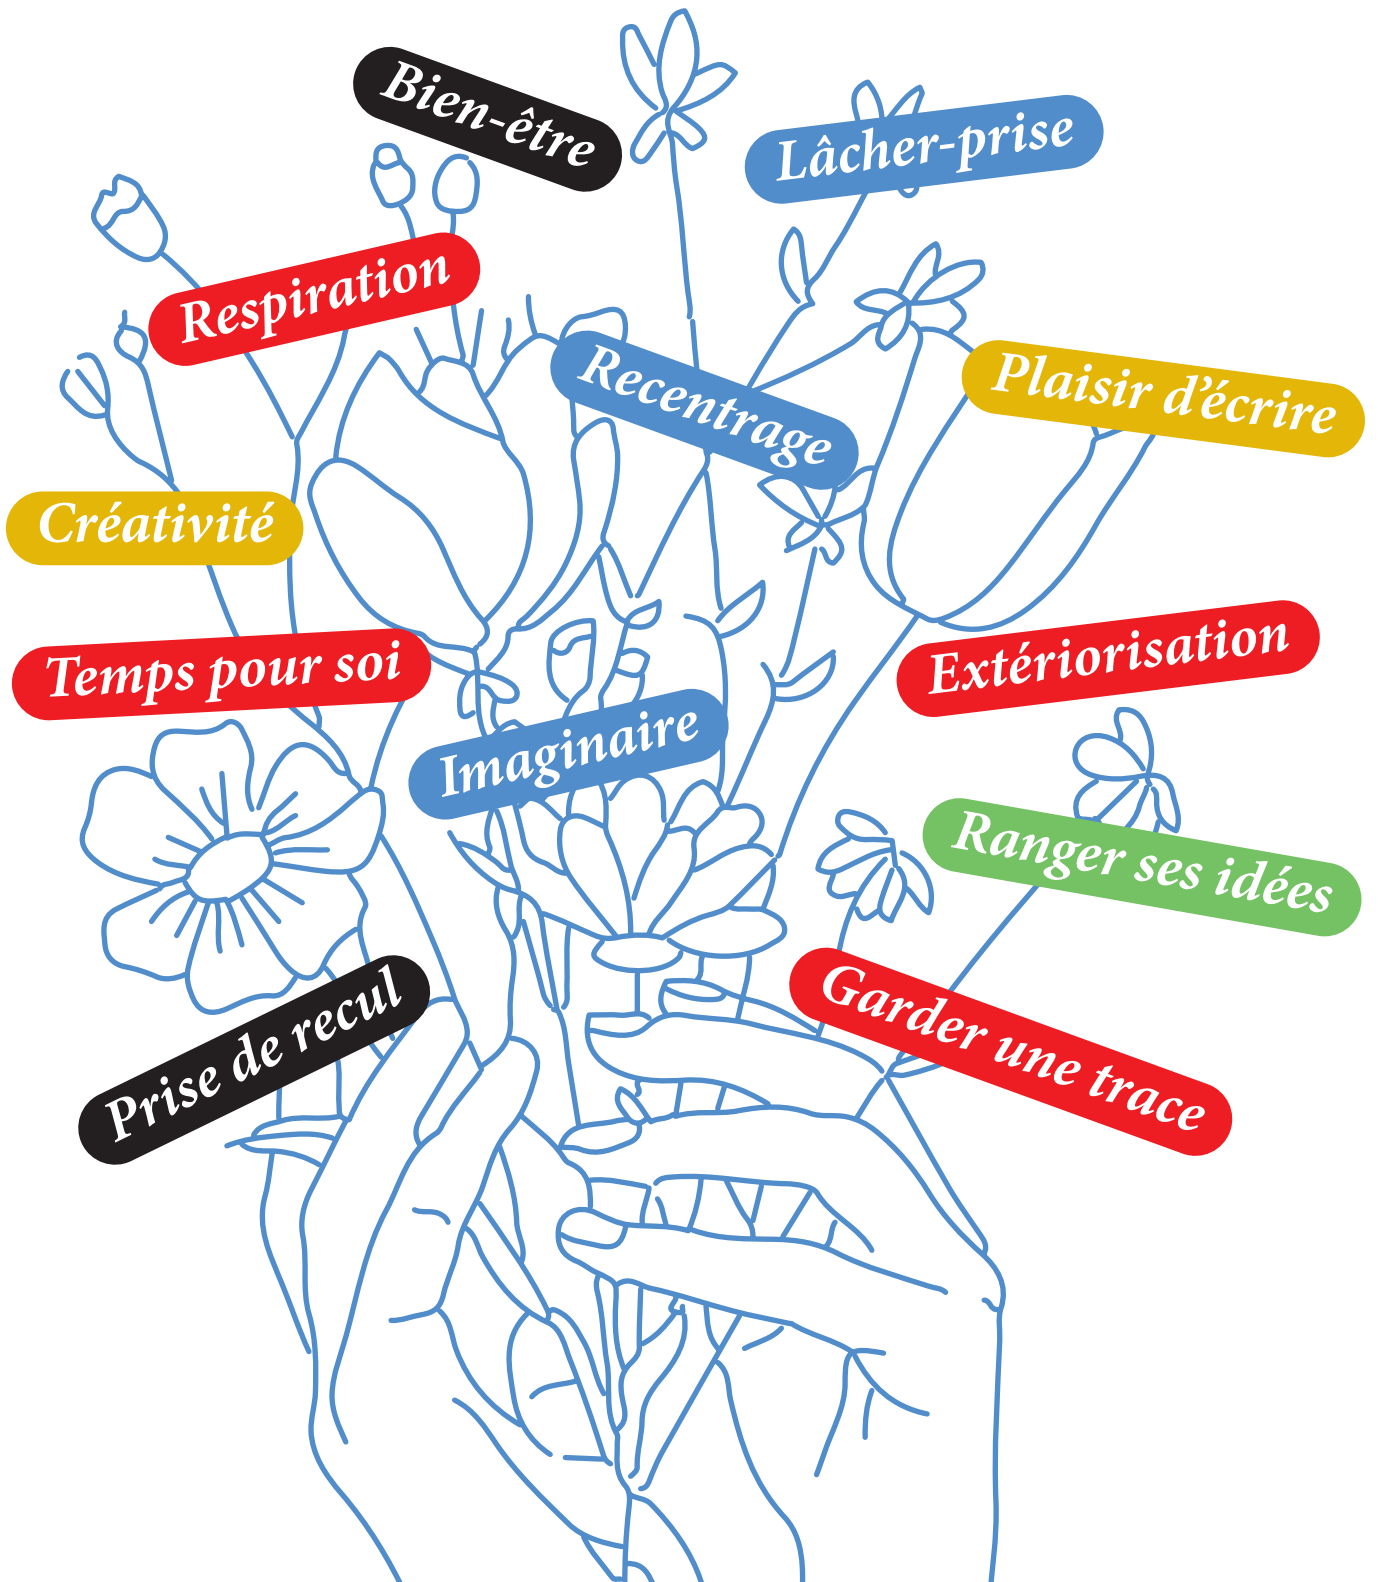 Bien-être
Lâcher-prise
Respiration
Recentrage
Plaisir d’écrire
Créativité
Temps pour soi
Extériorisation
Imaginaire
Ranger ses idées
Prise de recul
Garder une trace